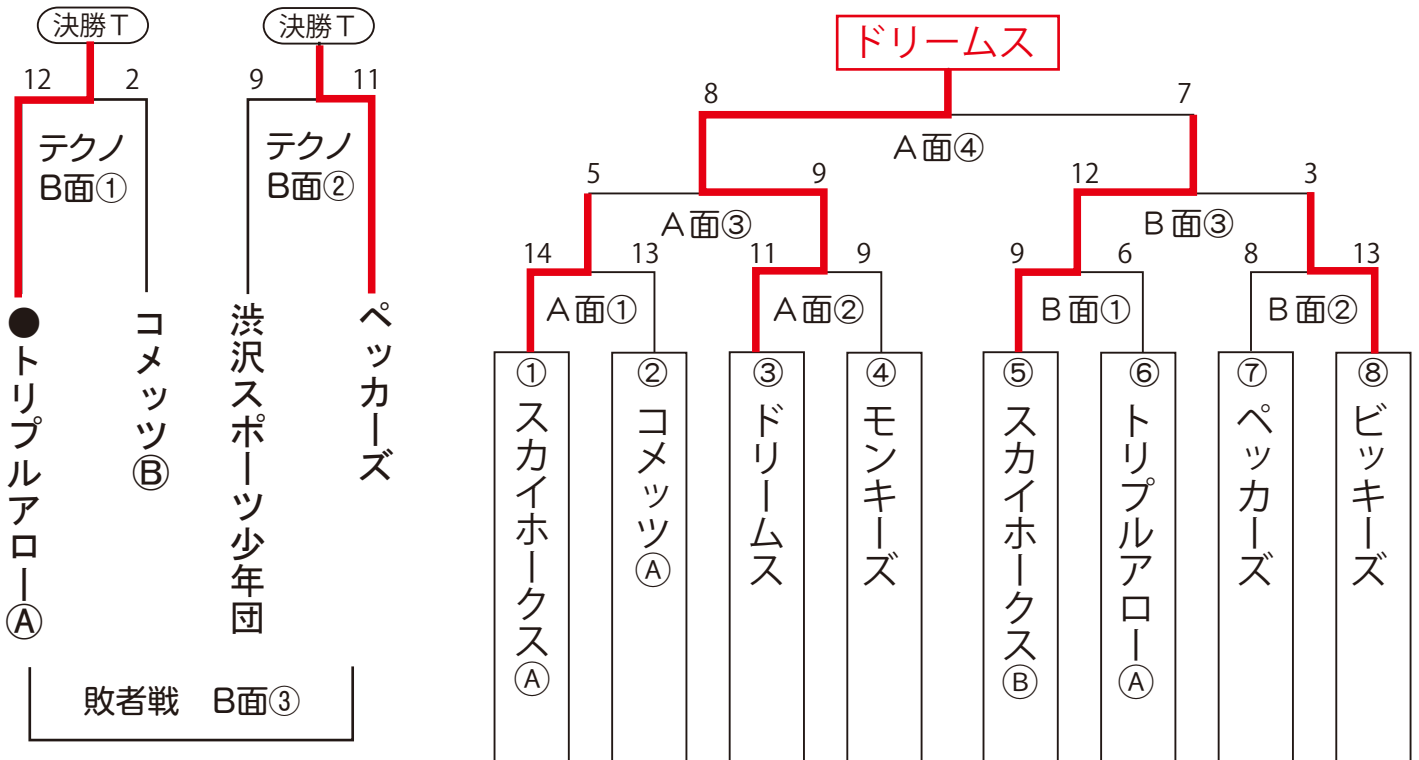 決勝T
12 2
テクノ
B面①
●トリプルアローⒶ
コメッツⒷ
決勝T
9 11
テクノ
B面②
渋沢スポーツ少年団
ペッカーズ
敗者戦 B面③
ドリームス
8 7
A面④
5 9
A面③
12 3
B面③
14 13
A面①
11 9
A面②
9 6
B面①
8 13
B面②
①スカイホークスⒶ
②コメッツⒶ
③ドリームス
④モンキーズ
⑤スカイホークスⒷ
⑥トリプルアローⒶ
⑦ペッカーズ
⑧ビッキーズ